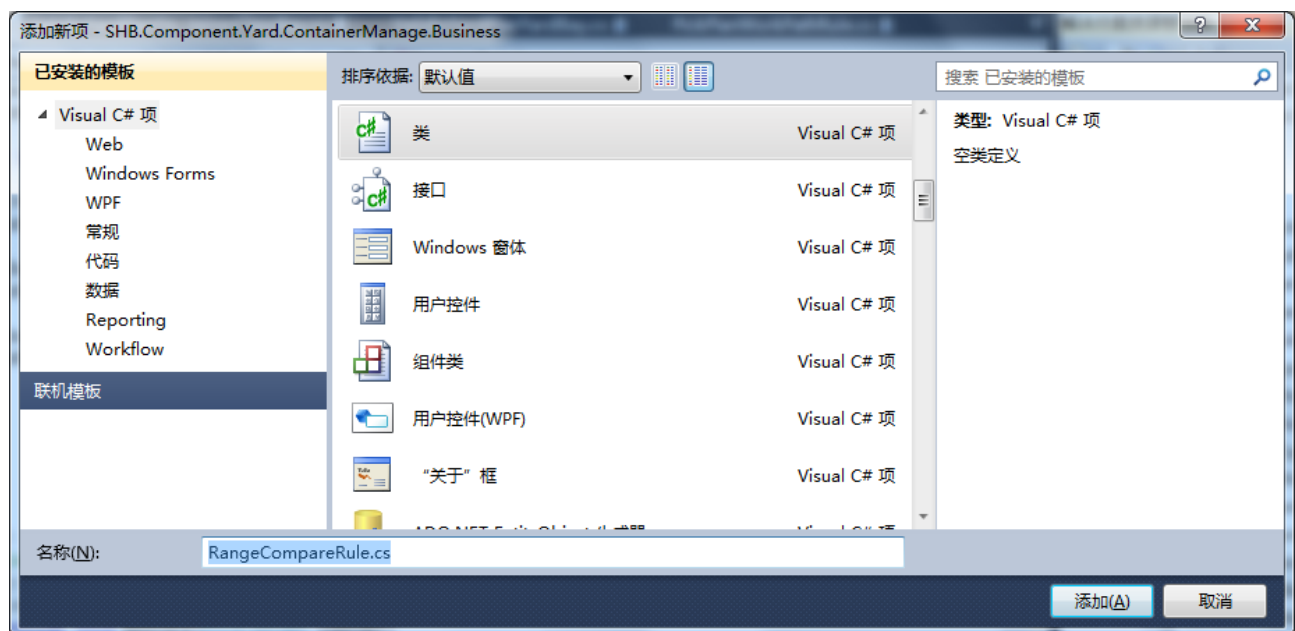 添加新项 - SHB.Component.Yard.ContainerManage.Business
已安装的模板
排序依据: 默认值
搜索 已安装的模板
Visual C# 项
Web
Windows Forms
WPF
常规
代码
数据
Reporting
Workflow
联机模板
类 Visual C# 项
接口 Visual C# 项
Windows 窗体 Visual C# 项
用户控件 Visual C# 项
组件类 Visual C# 项
用户控件(WPF) Visual C# 项
“关于”框 Visual C# 项
类型: Visual C# 项
空类定义
名称(N): RangeCompareRule.cs
添加(A) 取消